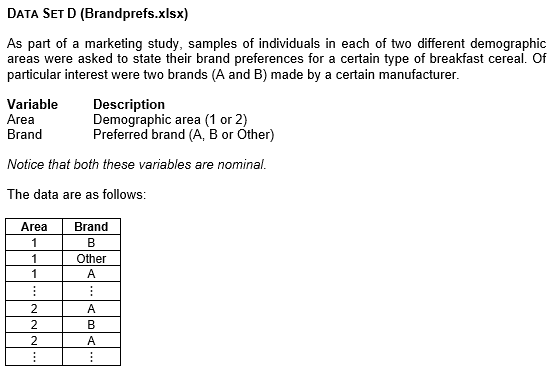 DATA SET D (Brandprefs.xlsx)
As part of a marketing study, samples of individuals in each of two different demographic
areas were asked to state their brand preferences for a certain type of breakfast cereal. Of
particular interest were two brands (A and B) made by a certain manufacturer.
Variable Description
Area Demographic area (1 or 2)
Brand Preferred brand (A, B or Other)
Notice that both these variables are nominal.
The data are as follows:
Area Brand
1 B
1 Other
1 A
⋮ ⋮
2 A
2 B
2 A
⋮ ⋮